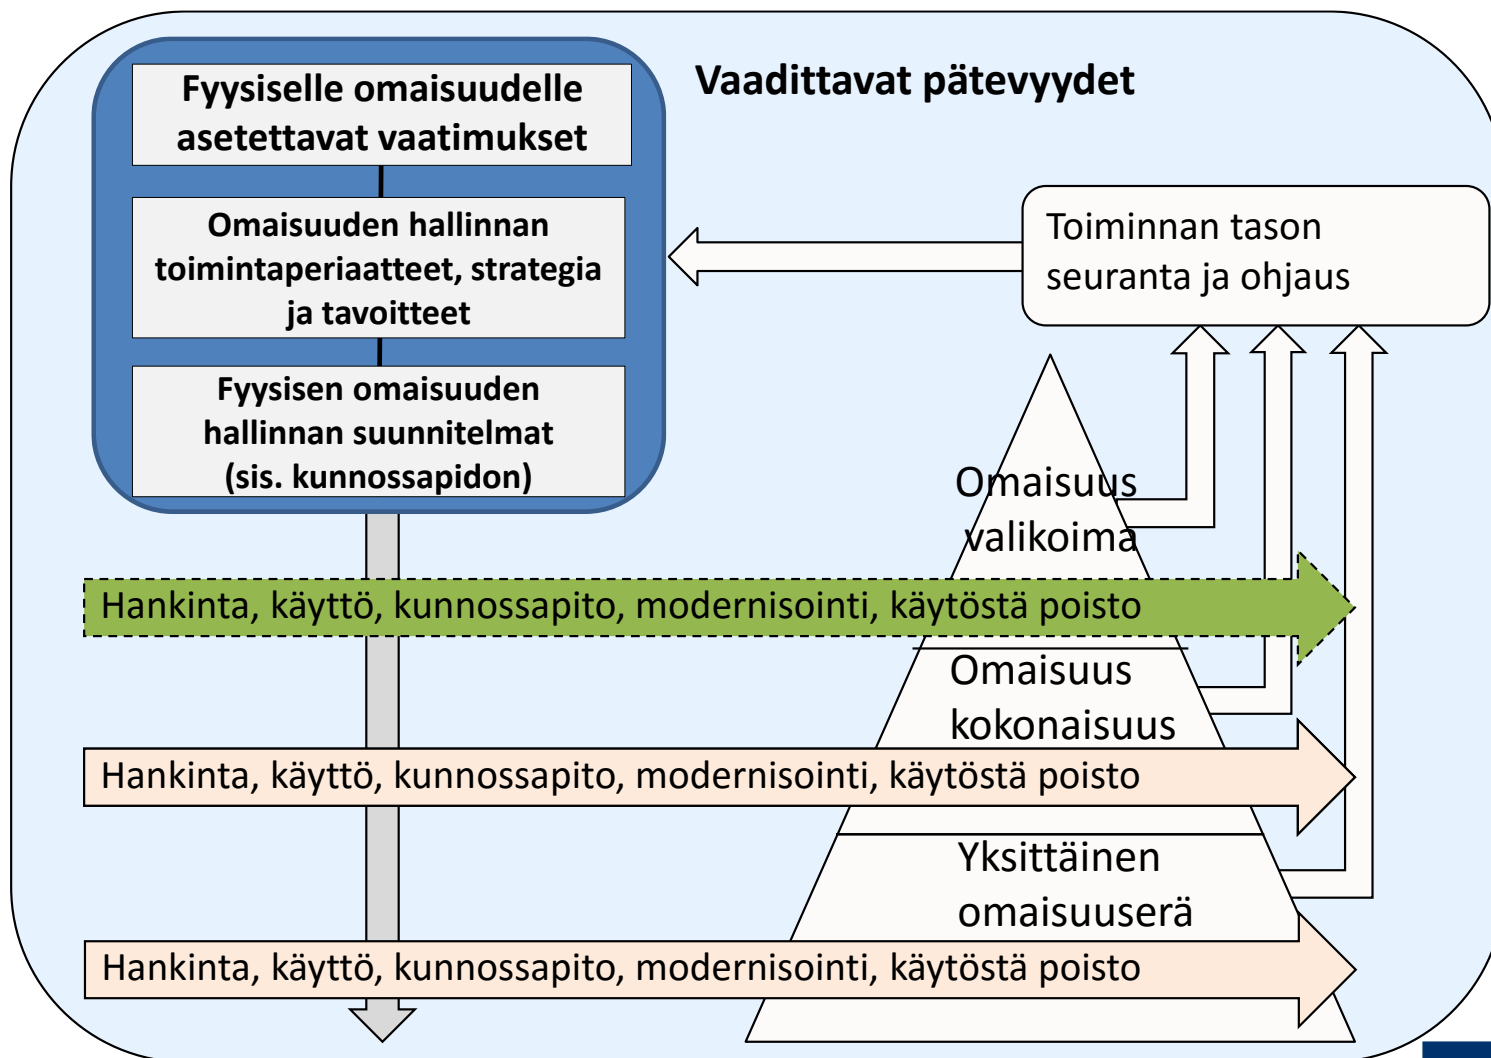 Fyysiselle omaisuudelle
asetettavat vaatimukset
Vaadittavat pätevyydet
Omaisuuden hallinnan
toimintaperiaatteet, strategia
ja tavoitteet
Toiminnan tason
seuranta ja ohjaus
Fyysisen omaisuuden
hallinnan suunnitelmat
(sis. kunnossapidon)
Omaisuus
valikoima
Hankinta, käyttö, kunnossapito, modernisointi, käytöstä poisto
Omaisuus
kokonaisuus
Hankinta, käyttö, kunnossapito, modernisointi, käytöstä poisto
Yksittäinen
omaisuuserä
Hankinta, käyttö, kunnossapito, modernisointi, käytöstä poisto